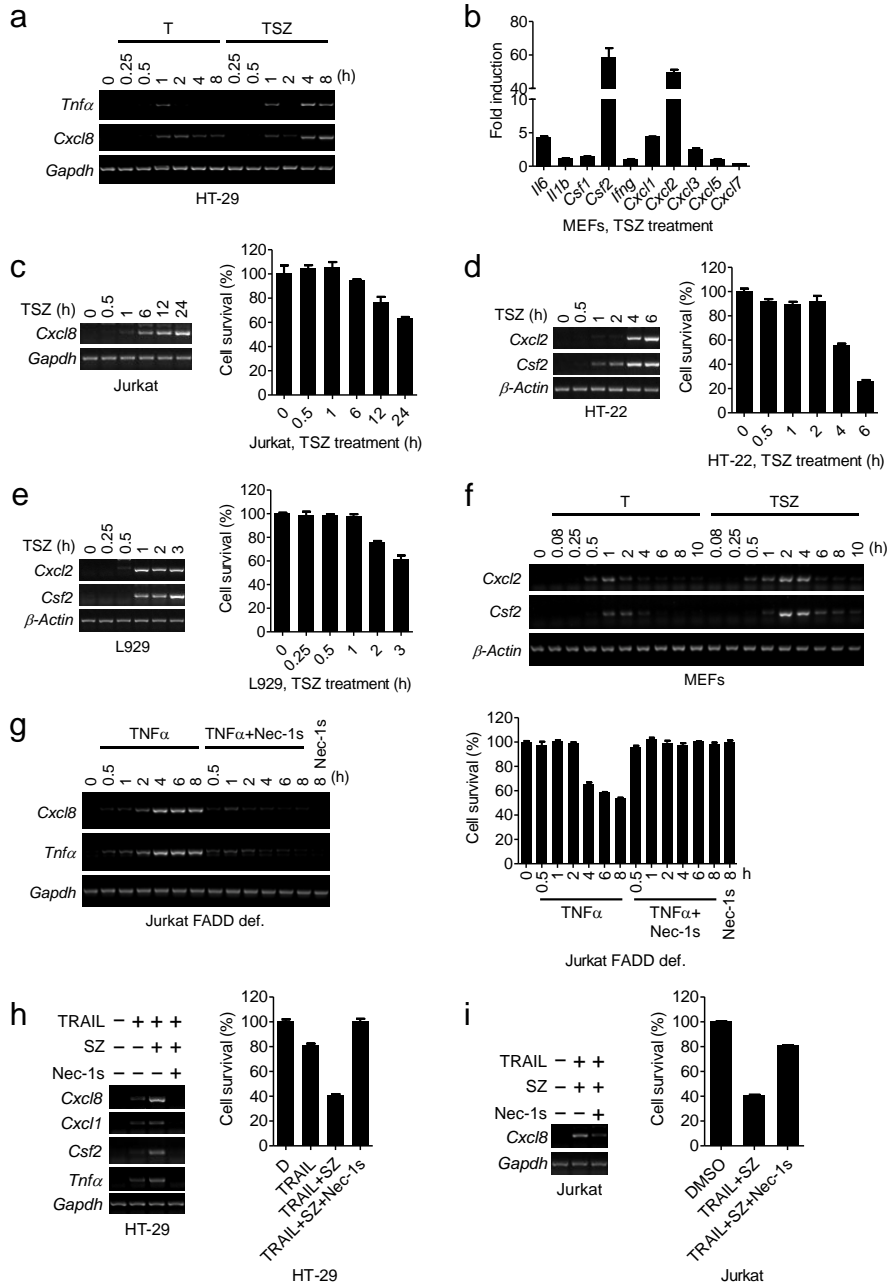 a
T TSZ
0 0.25 0.5 1 2 4 8 0.25 0.5 1 2 4 8 (h)
Tnfα
Cxcl8
Gapdh
HT-29
b
Fold induction
80
60
40
10
5
0
Il6 Il1b Csf1 Csf2 Ifng Cxcl1 Cxcl2 Cxcl3 Cxcl5 Cxcl7
MEFs, TSZ treatment
c
TSZ (h) 0 0.5 1 6 12 24
Cxcl8
Gapdh
Jurkat
Cell survival (%)
120
100
80
60
40
20
0
0 0.5 1 6 12 24
Jurkat, TSZ treatment (h)
d
TSZ (h) 0 0.5 1 2 4 6
Cxcl2
Csf2
β-Actin
HT-22
Cell survival (%)
120
100
80
60
40
20
0
0 0.5 1 2 4 6
HT-22, TSZ treatment (h)
e
TSZ (h) 0 0.25 0.5 1 2 3
Cxcl2
Csf2
β-Actin
L929
Cell survival (%)
120
100
80
60
40
20
0
0 0.25 0.5 1 2 3
L929, TSZ treatment (h)
f
T TSZ
0 0.08 0.25 0.5 1 2 4 6 8 10 0.08 0.25 0.5 1 2 4 6 8 10 (h)
Cxcl2
Csf2
β-Actin
MEFs
g
TNFα TNFα+Nec-1s Nec-1s
0 0.5 1 2 4 6 8 0.5 1 2 4 6 8 8 (h)
Cxcl8
Tnfα
Gapdh
Jurkat FADD def.
Cell survival (%)
120
100
80
60
40
20
0
0 0.5 1 2 4 6 8 0.5 1 2 4 6 8 8 h
TNFα TNFα+ Nec-1s Nec-1s
Jurkat FADD def.
h
TRAIL − + + +
SZ − − + +
Nec-1s − − − +
Cxcl8
Cxcl1
Csf2
Tnfα
Gapdh
HT-29
Cell survival (%)
120
100
80
60
40
20
0
D TRAIL TRAIL+SZ TRAIL+SZ+Nec-1s
HT-29
i
TRAIL − + +
SZ − + +
Nec-1s − − +
Cxcl8
Gapdh
Jurkat
Cell survival (%)
120
100
80
60
40
20
0
DMSO TRAIL+SZ TRAIL+SZ+Nec-1s
Jurkat